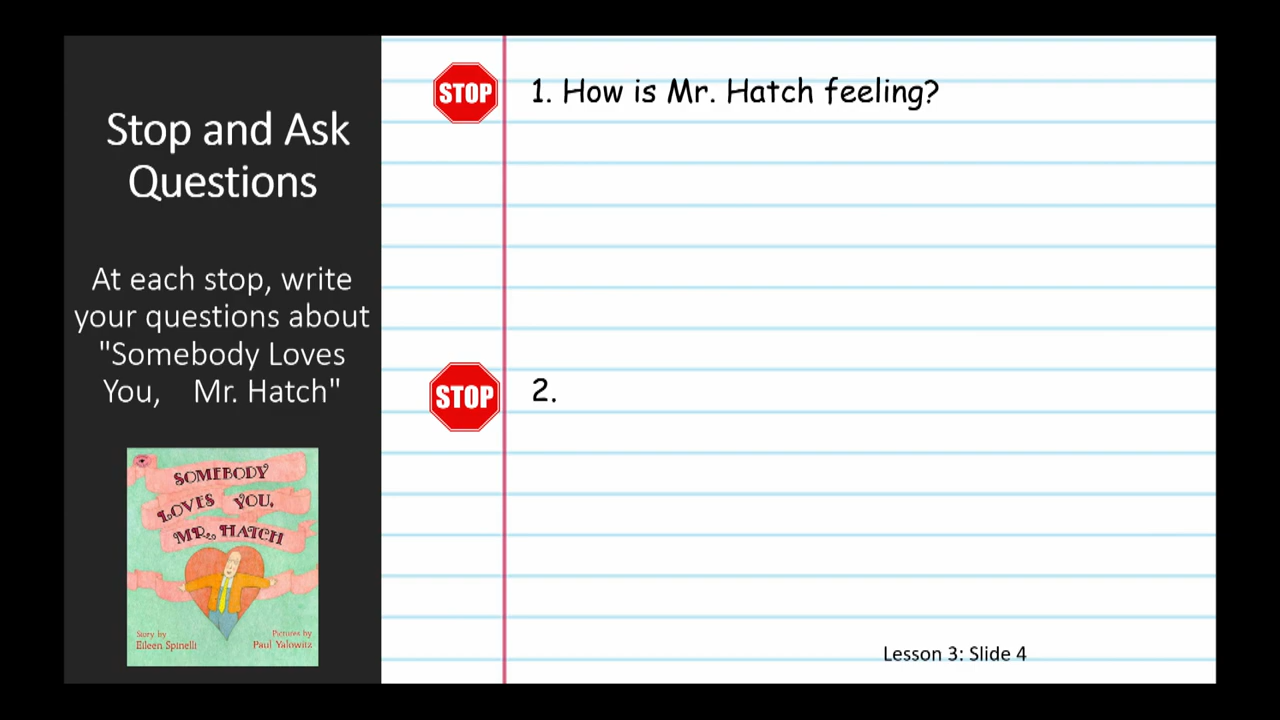 Stop and Ask
Questions
At each stop, write
your questions about
"Somebody Loves
You, Mr. Hatch"
SOMEBODY
LOVES YOU,
MR. HATCH
Story by
Eileen Spinelli
Pictures by
Paul Yalowitz
STOP
1. How is Mr. Hatch feeling?
STOP
2.
Lesson 3: Slide 4